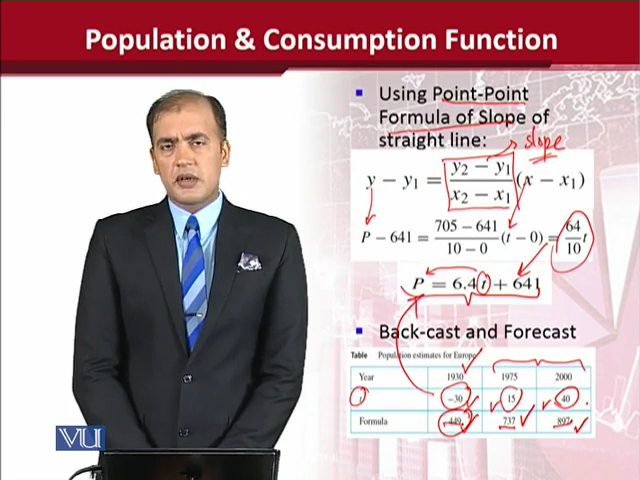 Population & Consumption Function
▪ Using Point-Point
Formula of Slope of
straight line:
slope
y − y₁ = (y₂ − y₁)/(x₂ − x₁) (x − x₁)
P − 641 = (705 − 641)/(10 − 0) (t − 0) = 64/10 t
P = 6.4t + 641
▪ Back-cast and Forecast
Table Population estimates for Europe
Year 1930 1975 2000
t −30 15 40
Formula 449 737 897
VU